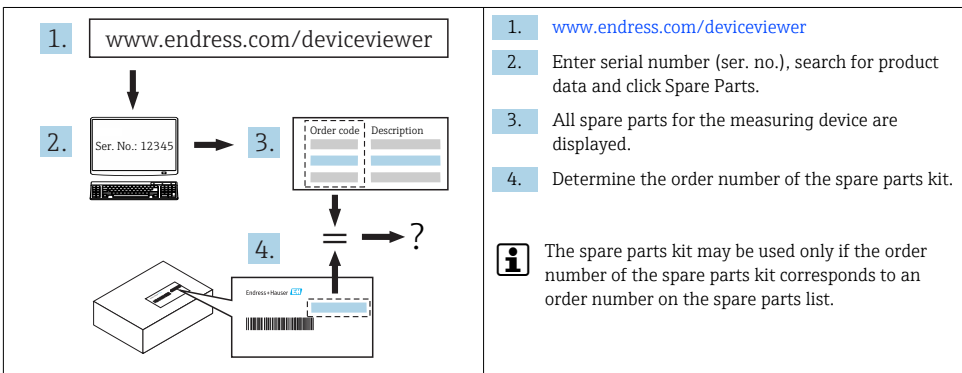 1.
www.endress.com/deviceviewer
2.
Ser. No.: 12345
3.
Order code
Description
4.
?
Endress+Hauser EH
1. www.endress.com/deviceviewer
2. Enter serial number (ser. no.), search for product
data and click Spare Parts.
3. All spare parts for the measuring device are
displayed.
4. Determine the order number of the spare parts kit.
The spare parts kit may be used only if the order
number of the spare parts kit corresponds to an
order number on the spare parts list.